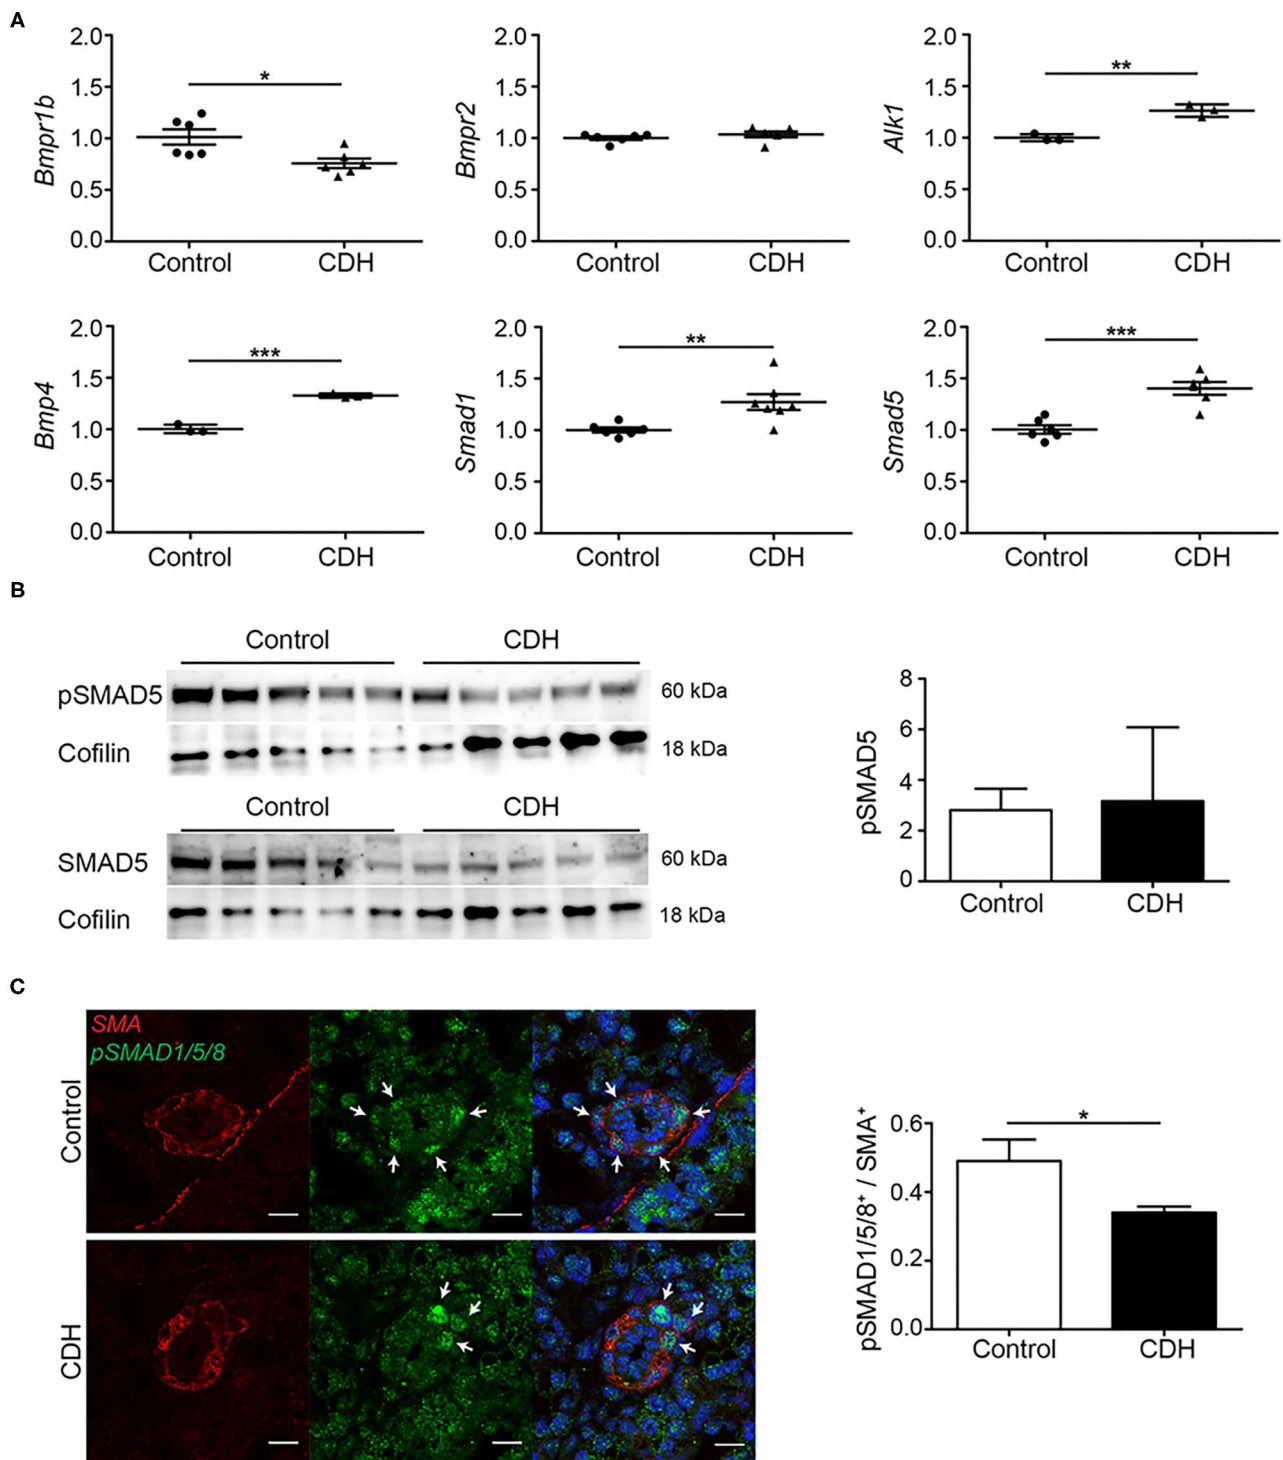 A
2.0
1.5
1.0
0.5
0.0
Bmpr1b
*
Control CDH
2.0
1.5
1.0
0.5
0.0
Bmpr2
Control CDH
2.0
1.5
1.0
0.5
0.0
Alk1
**
Control CDH
2.0
1.5
1.0
0.5
0.0
Bmp4
***
Control CDH
2.0
1.5
1.0
0.5
0.0
Smad1
**
Control CDH
2.0
1.5
1.0
0.5
0.0
Smad5
***
Control CDH
B
Control CDH
pSMAD5 60 kDa
Cofilin 18 kDa
Control CDH
SMAD5 60 kDa
Cofilin 18 kDa
8
6
4
2
0
pSMAD5
Control CDH
C
SMA
pSMAD1/5/8
Control
CDH
0.6
0.4
0.2
0.0
pSMAD1/5/8⁺ / SMA⁺
*
Control CDH